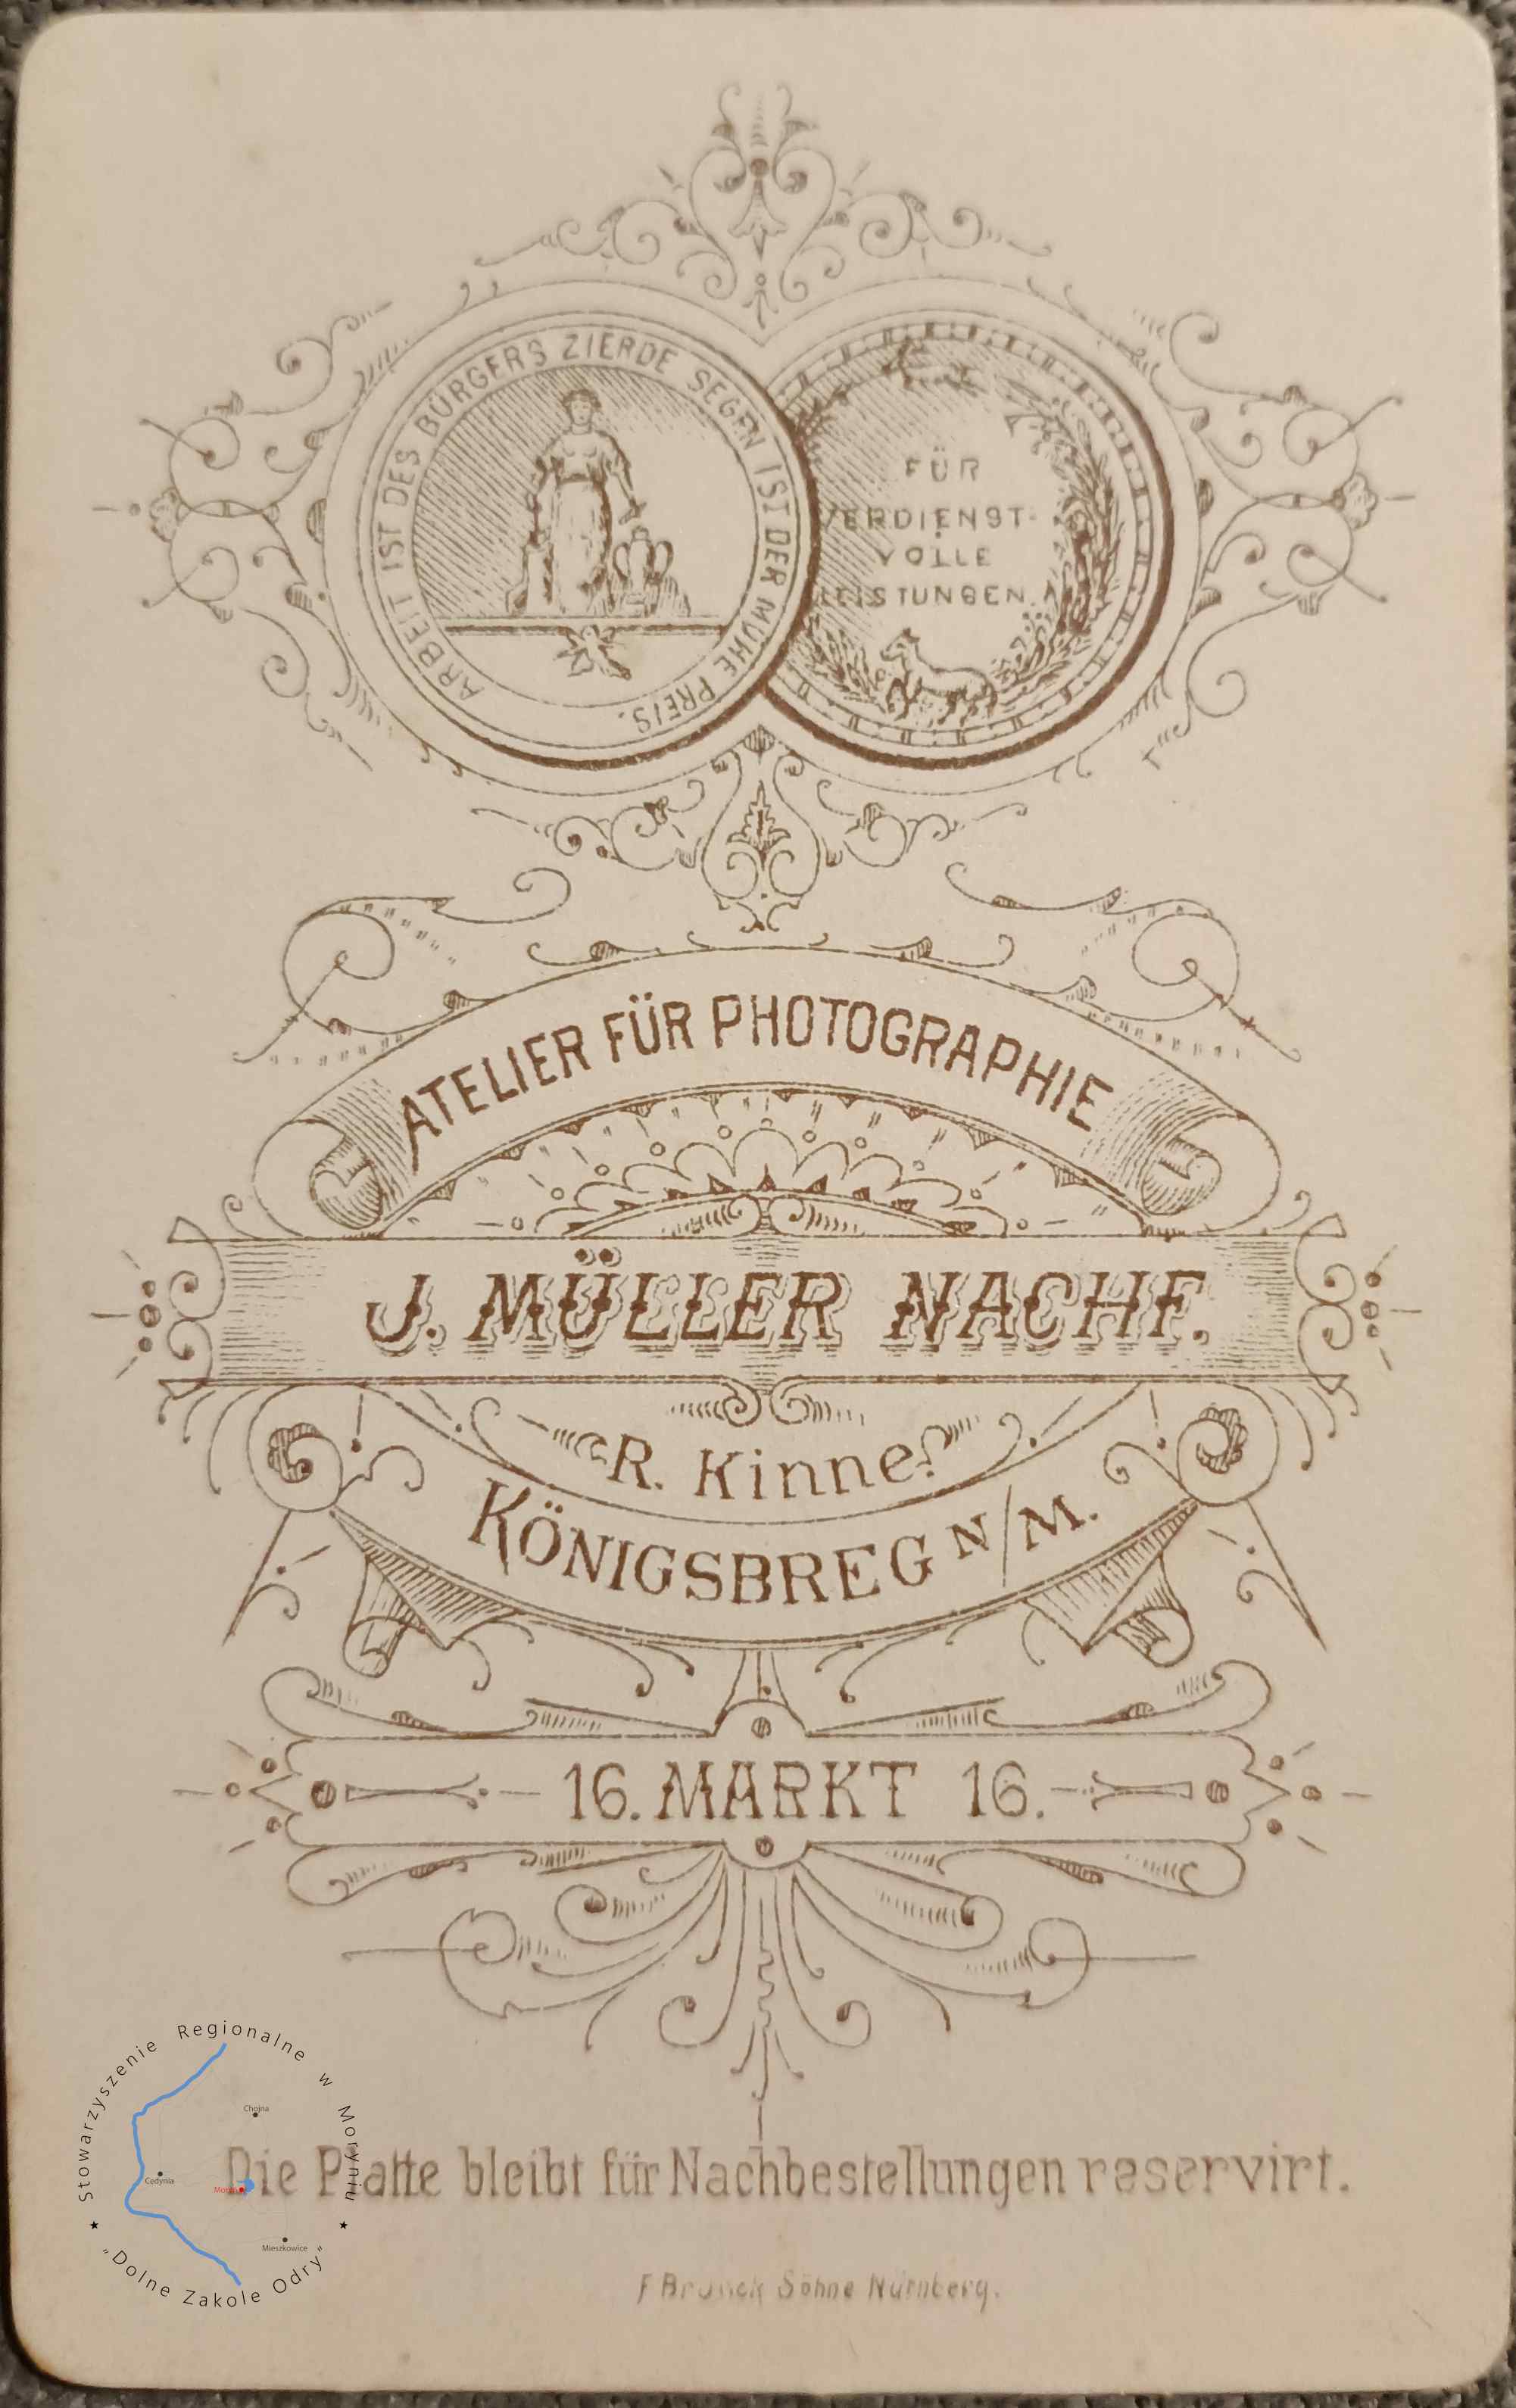 ARBEIT IST DES BÜRGERS ZIERDE SEGEN IST DER MÜHE PREIS.
FÜR
VERDIENST-
VOLLE
LEISTUNGEN
ATELIER FÜR PHOTOGRAPHIE
J. MÜLLER NACHF.
R. Kinne
KÖNIGSBREG N/M.
16. MARKT 16.
Die Platte bleibt für Nachbestellungen reservirt.
Söhne Nürnberg.
Stowarzyszenie Regionalne w Moryniu
Chojna
Cedynia
Mieszkowice
"Dolne Zakole Odry"